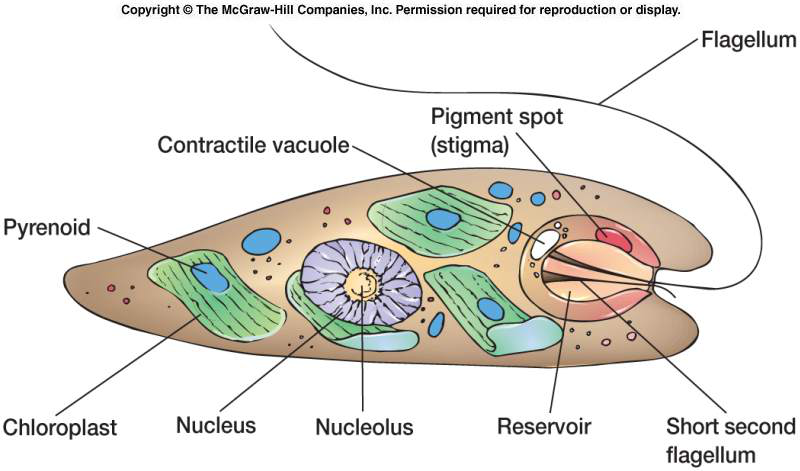 Copyright © The McGraw-Hill Companies, Inc. Permission required for reproduction or display.
Flagellum
Pigment spot
(stigma)
Contractile vacuole
Pyrenoid
Chloroplast
Nucleus
Nucleolus
Reservoir
Short second
flagellum